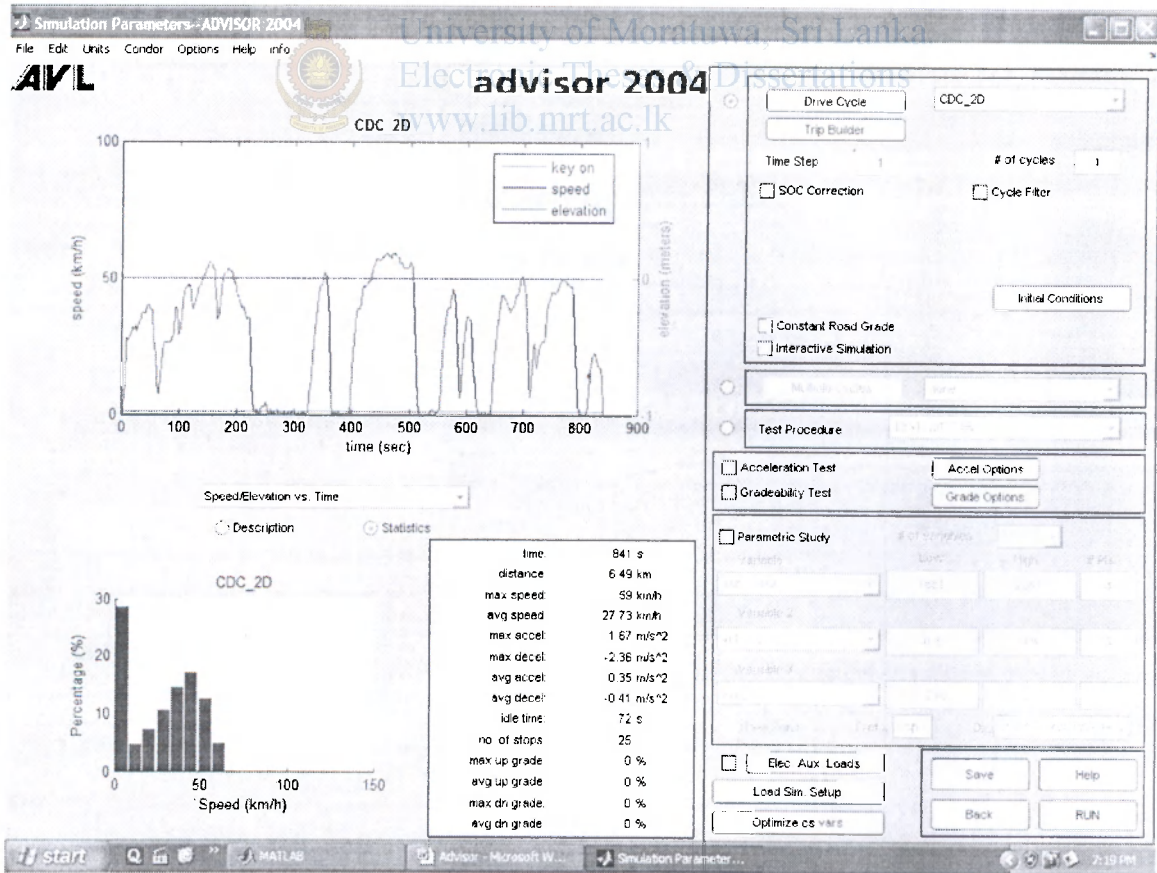 Simulation Parameters--ADVISOR 2004
File Edit Units Condor Options Help info
University of Moratuwa, Sri Lanka.
Electronic Theses & Dissertations
www.lib.mrt.ac.lk
AVL
advisor 2004
CDC_2D
100
50
0
speed (km/h)
key on
speed
elevation
1
0
-1
elevation (meters)
0 100 200 300 400 500 600 700 800 900
time (sec)
Speed/Elevation vs. Time
Description
Statistics
CDC_2D
30
20
10
0
Percentage (%)
0 50 100 150
Speed (km/h)
time: 841 s
distance: 6.49 km
max speed: 59 km/h
avg speed: 27.73 km/h
max accel: 1.67 m/s^2
max decel: -2.36 m/s^2
avg accel: 0.35 m/s^2
avg decel: -0.41 m/s^2
idle time: 72 s
no. of stops: 25
max up grade: 0 %
avg up grade: 0 %
max dn grade: 0 %
avg dn grade: 0 %
Drive Cycle
CDC_2D
Trip Builder
Time Step 1
# of cycles 1
SOC Correction
Cycle Filter
Initial Conditions
Constant Road Grade
Interactive Simulation
Test Procedure
Acceleration Test
Accel Options
Gradeability Test
Grade Options
Parametric Study
Elec. Aux. Loads
Load Sim. Setup
Optimize cs vars
Save
Help
Back
RUN
start
MATLAB
Advisor - Microsoft W...
Simulation Parameter...
7:19 PM